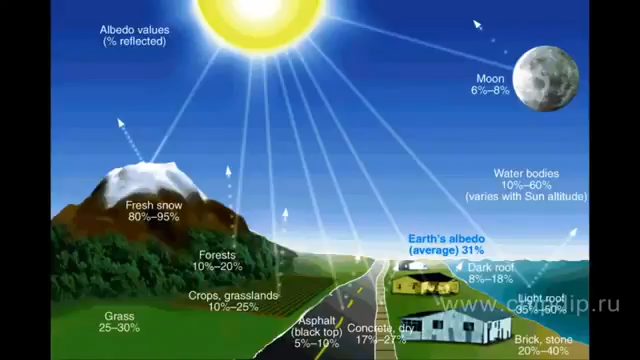 Albedo values
(% reflected)
Moon
6%–8%
Water bodies
10%–60%
(varies with Sun altitude)
Fresh snow
80%–95%
Earth's albedo
(average) 31%
Forests
10%–20%
Dark roof
8%–18%
Crops, grasslands
10%–25%
Light roof
35%–60%
Grass
25–30%
Asphalt
(black top)
5%–10%
Concrete, dry
17%–27%
Brick, stone
20%–40%